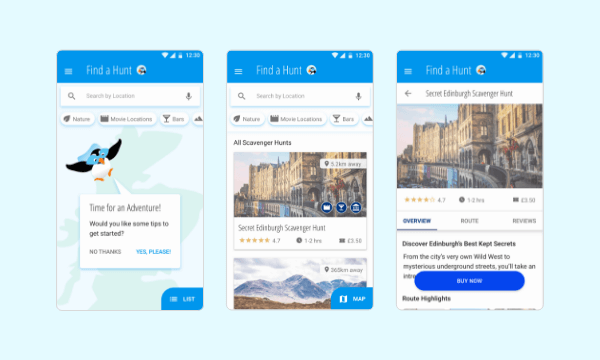 12:30
Find a Hunt
Search by Location
Nature
Movie Locations
Bars
Time for an Adventure!
Would you like some tips to
get started?
NO THANKS
YES, PLEASE!
LIST
12:30
Find a Hunt
Search by Location
Nature
Movie Locations
Bars
All Scavenger Hunts
3.2km away
Secret Edinburgh Scavenger Hunt
4.7
1-2 hrs
£3.50
363km away
MAP
12:30
Find a Hunt
Secret Edinburgh Scavenger Hunt
4.7
1-2 hrs
£3.50
OVERVIEW
ROUTE
REVIEWS
Discover Edinburgh's Best Kept Secrets
From the city's very own Wild West to
mysterious underground streets, you'll take an
BUY NOW
Route Highlights